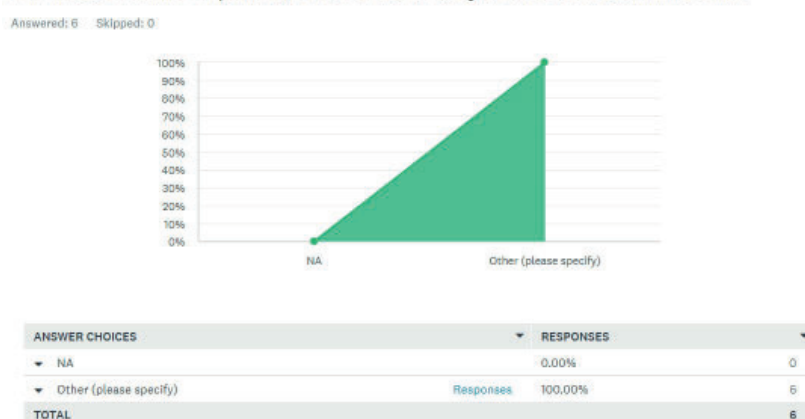 Answered: 6 Skipped: 0
100%
90%
80%
70%
60%
50%
40%
30%
20%
10%
0%
NA Other (please specify)
ANSWER CHOICES RESPONSES
NA 0.00% 0
Other (please specify) Responses 100.00% 6
TOTAL 6